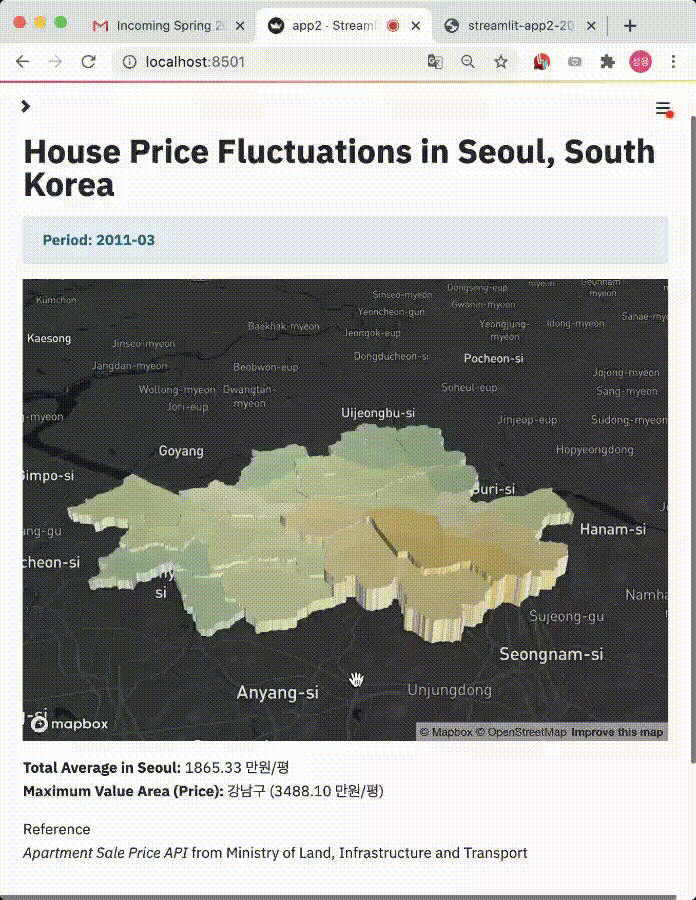 Incoming Spring 2
app2 · Streaml
streamlit-app2-20
localhost:8501
성용
House Price Fluctuations in Seoul, South
Korea
Period: 2011-03
Kumchon
Sinseo-myeon
Dongsong-eup
myeon
myeon
Yeoncheon-gun
Gwanin-myeon
Sanae-my
Kaesong
Jinseo-myeon
Baekhak-myeon
Jeongok-eup
Yeongjung-
myeon
Idong-myeon
Jangdan-myeon
Beobwon-eup
Dongducheon-si
Pocheon-si
Jojong-myeon
Wollong-myeon
Gwangtan-
myeon
Soheul-eup
Sang-myeon
Jori-eup
-myeon
Uijeongbu-si
Jinjeop-eup
Sudong-myeon
Goyang
Hopyeongdong
Gimpo-si
Guri-si
ang-gu
Hanam-si
cheon-si
si
Namha
Sujeong-gu
Seongnam-si
Anyang-si
Unjungdong
g-si
mapbox
© Mapbox © OpenStreetMap Improve this map
Total Average in Seoul: 1865.33 만원/평
Maximum Value Area (Price): 강남구 (3488.10 만원/평)
Reference
Apartment Sale Price API from Ministry of Land, Infrastructure and Transport